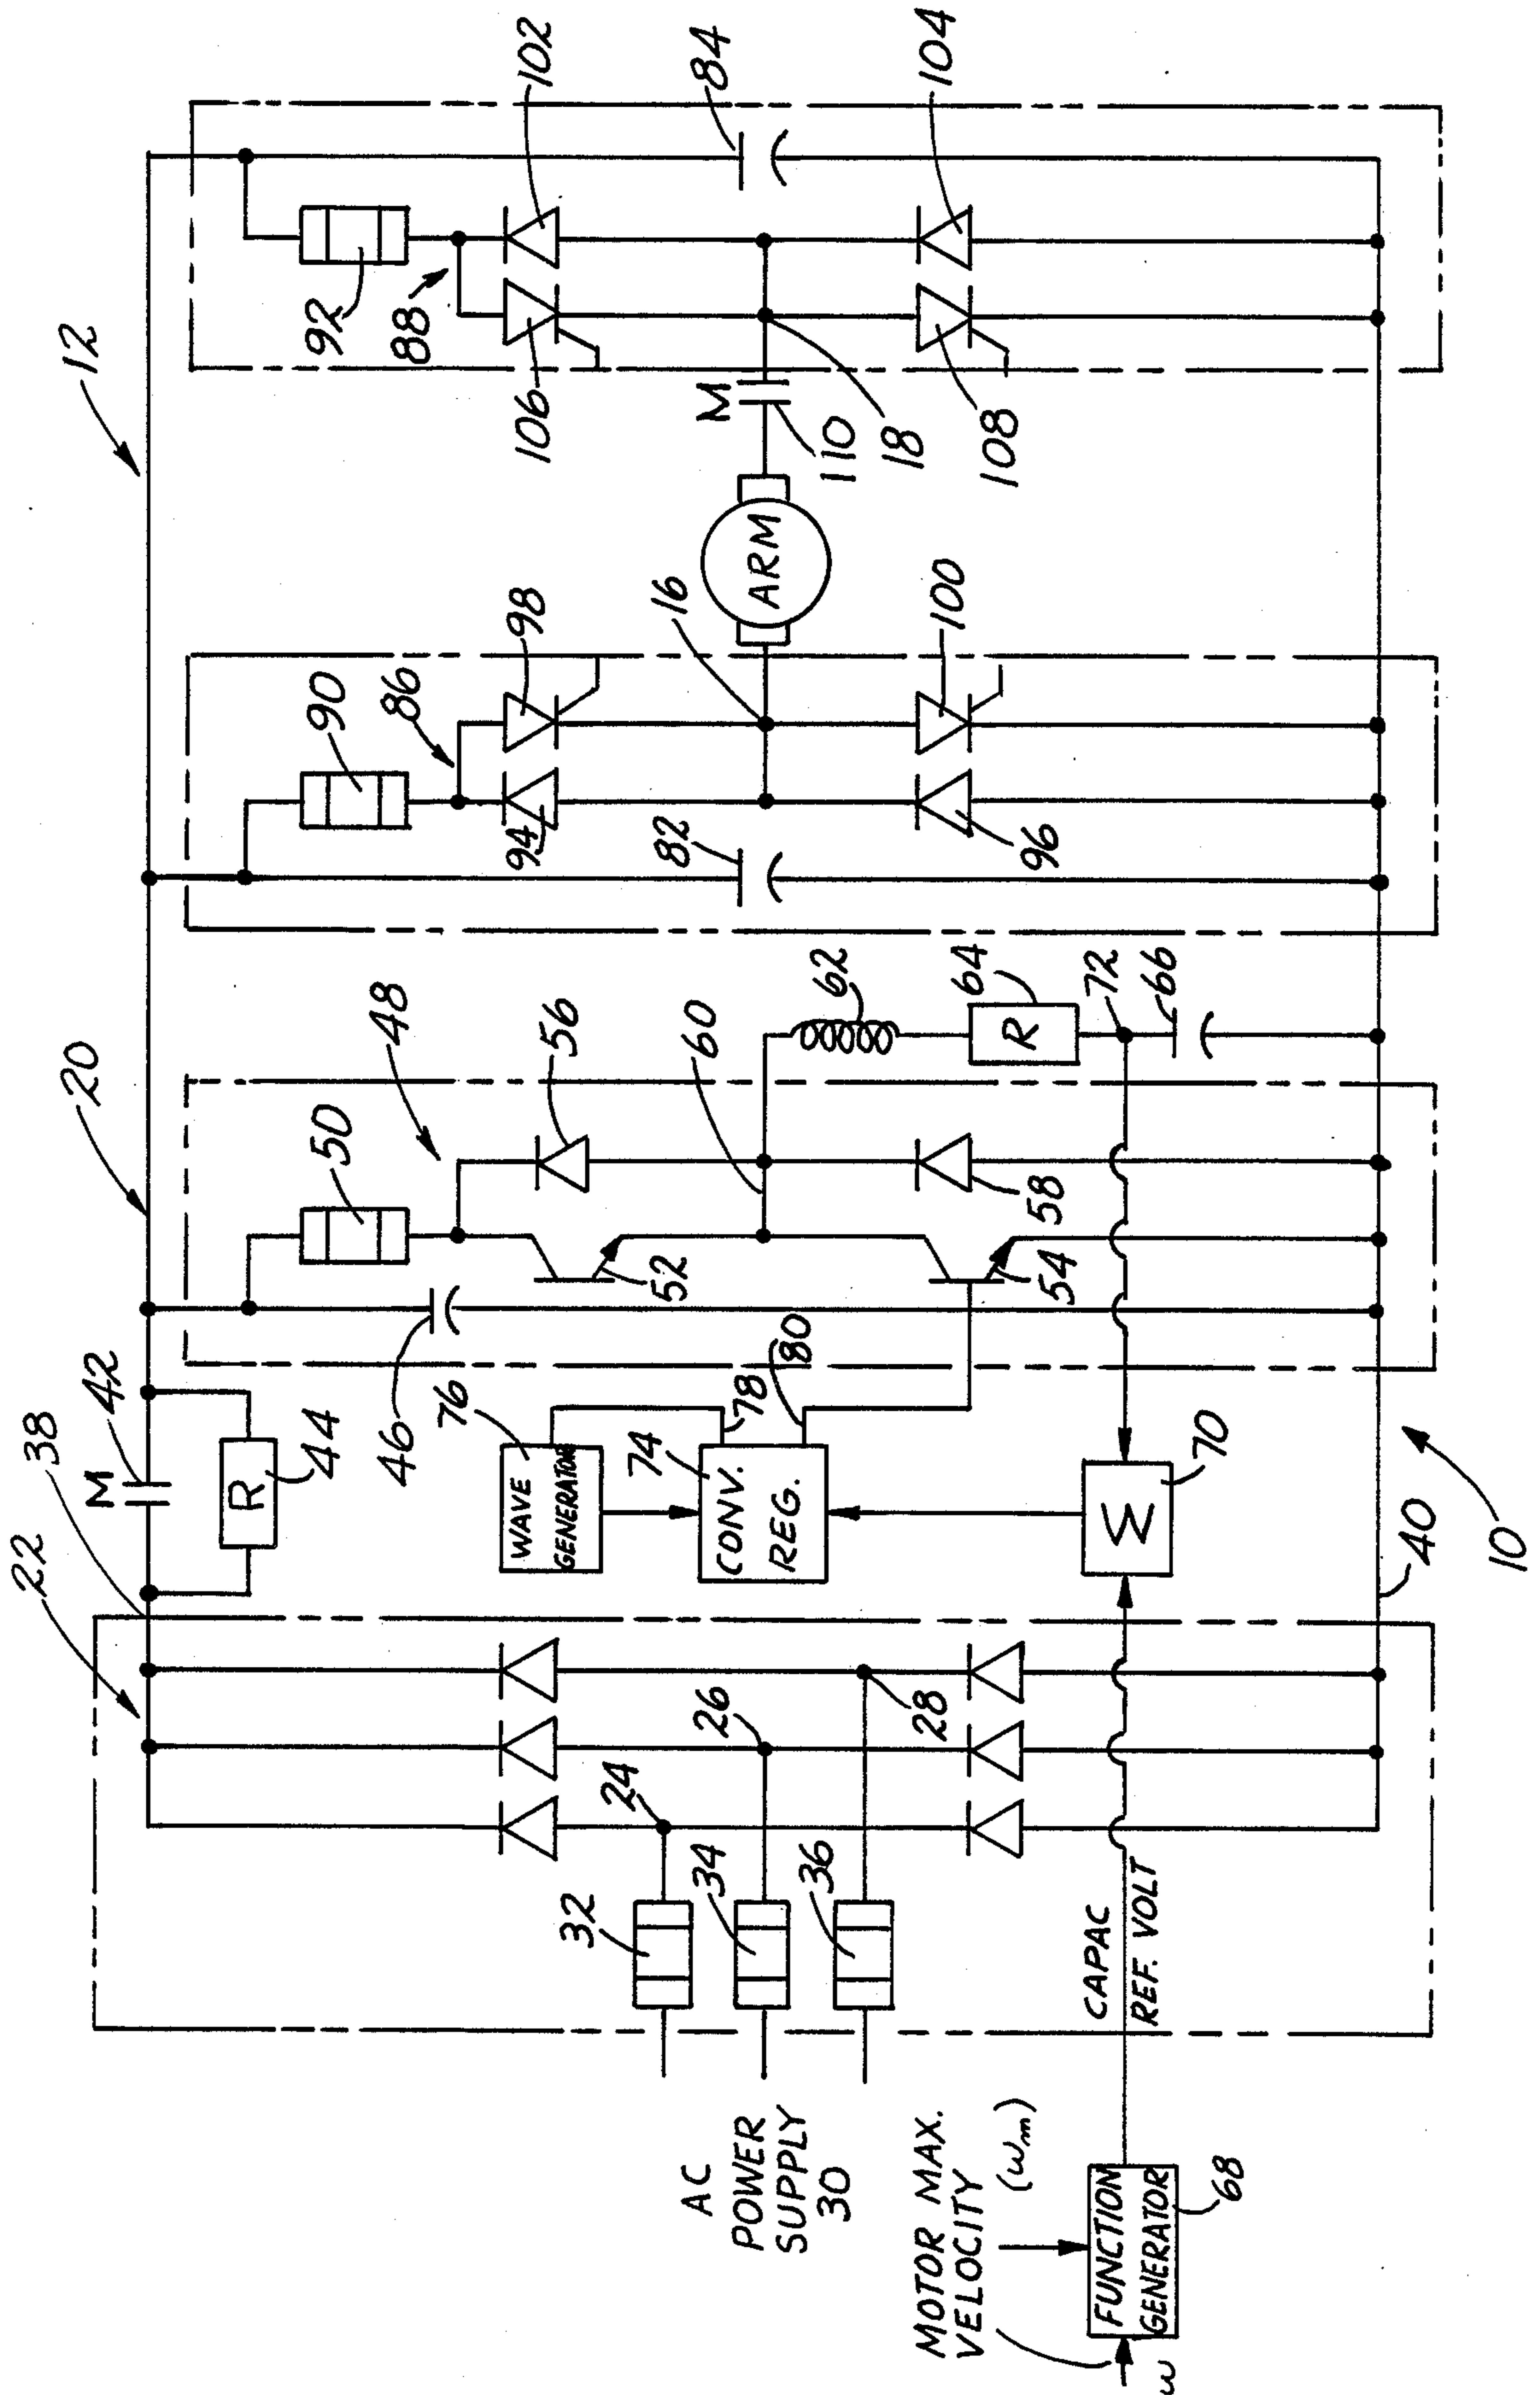 22
38
M
42
20
12
R
44
50
48
56
90
86
98
92
88
102
106
46
76
WAVE
GENERATOR
52
60
62
94
82
16
ARM
M
110
18
84
32
24
34
26
36
28
74
CONV.
REG.
78
80
54
58
R
64
72
66
96
100
108
104
AC
POWER
SUPPLY
30
CAPAC
REF. VOLT
Σ
70
40
10
MOTOR MAX.
VELOCITY
(ωm)
FUNCTION
GENERATOR
68
ω